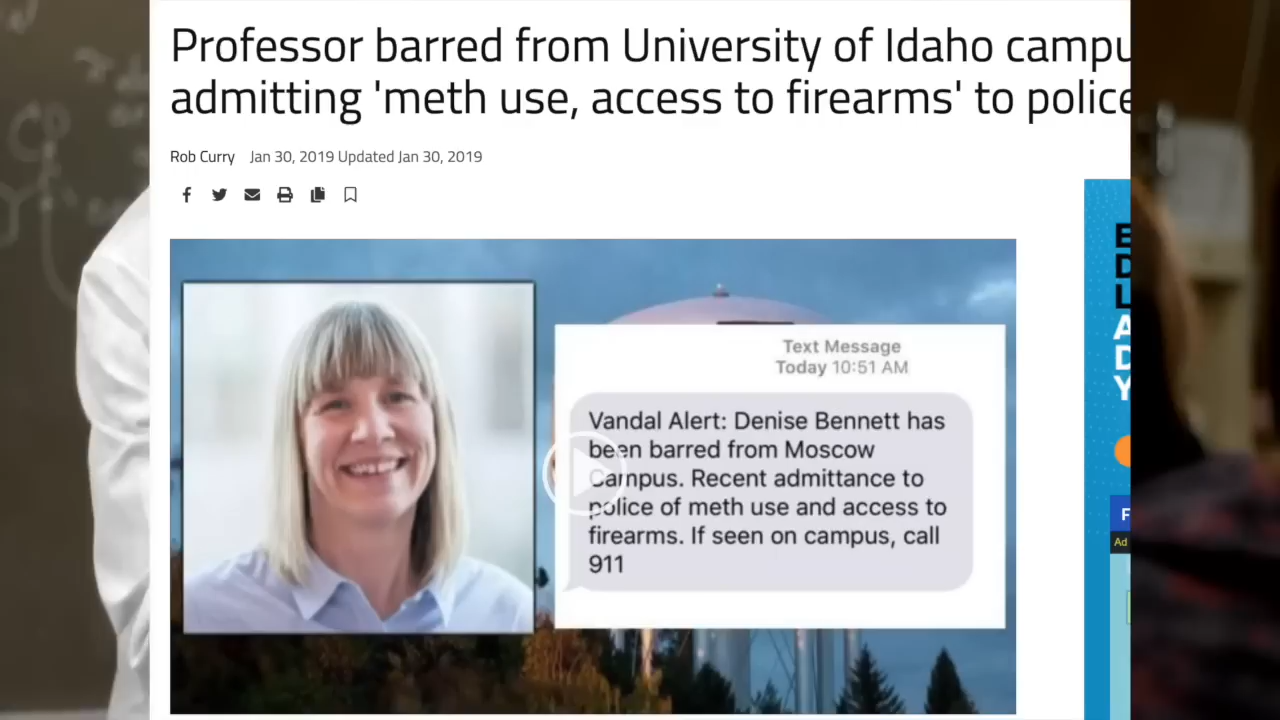 Professor barred from University of Idaho campu
admitting 'meth use, access to firearms' to police
Rob Curry Jan 30, 2019 Updated Jan 30, 2019
Text Message
Today 10:51 AM
Vandal Alert: Denise Bennett has
been barred from Moscow
Campus. Recent admittance to
police of meth use and access to
firearms. If seen on campus, call
911
E
D
L
A
D
Y
F
Ad